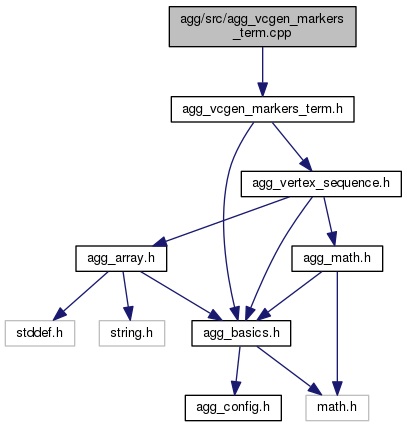 agg/src/agg_vcgen_markers
_term.cpp
agg_vcgen_markers_term.h
agg_vertex_sequence.h
agg_array.h
agg_math.h
stddef.h
string.h
agg_basics.h
agg_config.h
math.h